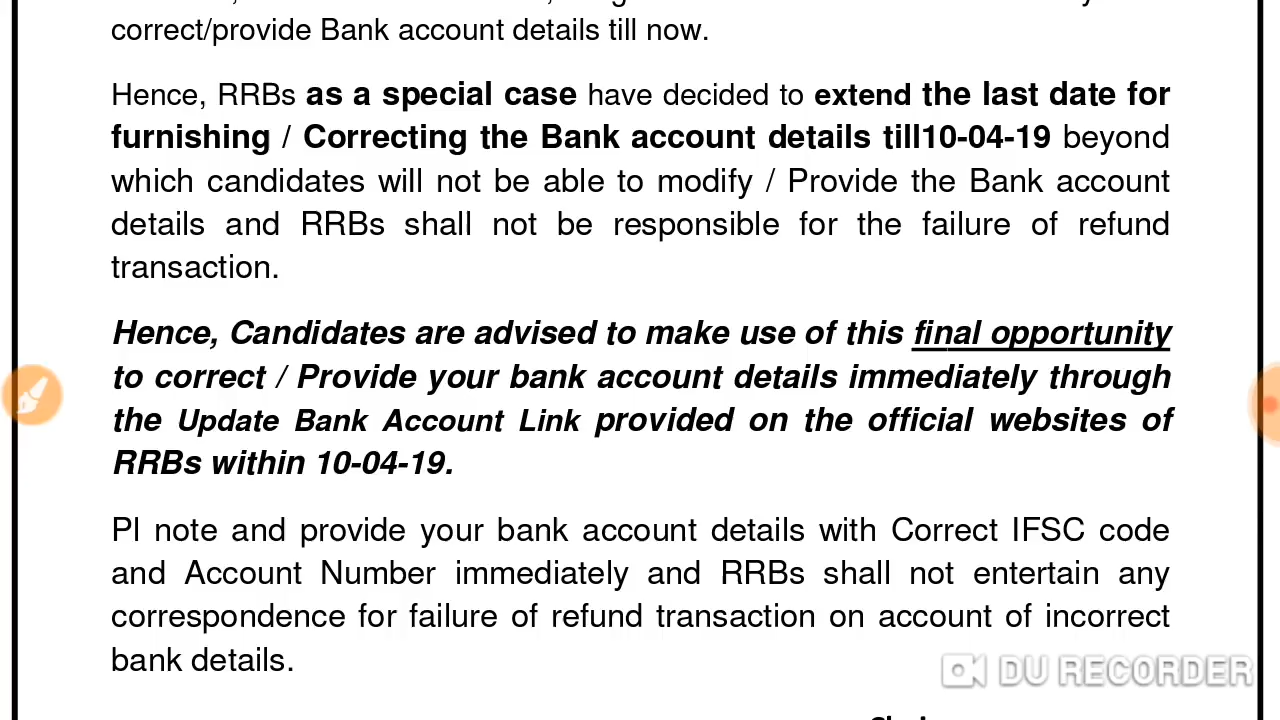 correct/provide Bank account details till now.
Hence, RRBs as a special case have decided to extend the last date for
furnishing / Correcting the Bank account details till10-04-19 beyond
which candidates will not be able to modify / Provide the Bank account
details and RRBs shall not be responsible for the failure of refund
transaction.
Hence, Candidates are advised to make use of this final opportunity
to correct / Provide your bank account details immediately through
the Update Bank Account Link provided on the official websites of
RRBs within 10-04-19.
Pl note and provide your bank account details with Correct IFSC code
and Account Number immediately and RRBs shall not entertain any
correspondence for failure of refund transaction on account of incorrect
bank details.
DU RECORDER